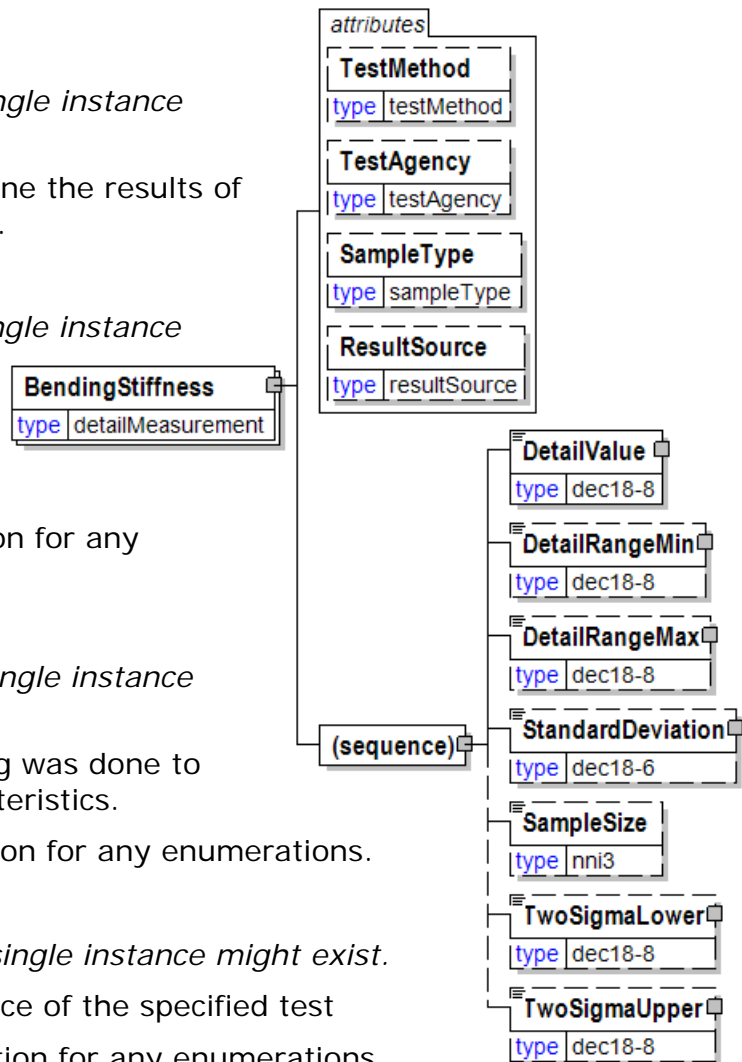 ngle instance
ne the results of
.
ngle instance
on for any
ngle instance
g was done to
teristics.
on for any enumerations.
single instance might exist.
ce of the specified test
tion for any enumerations
attributes
TestMethod
type testMethod
TestAgency
type testAgency
SampleType
type sampleType
ResultSource
type resultSource
BendingStiffness
type detailMeasurement
(sequence)
DetailValue
type dec18-8
DetailRangeMin
type dec18-8
DetailRangeMax
type dec18-8
StandardDeviation
type dec18-6
SampleSize
type nni3
TwoSigmaLower
type dec18-8
TwoSigmaUpper
type dec18-8